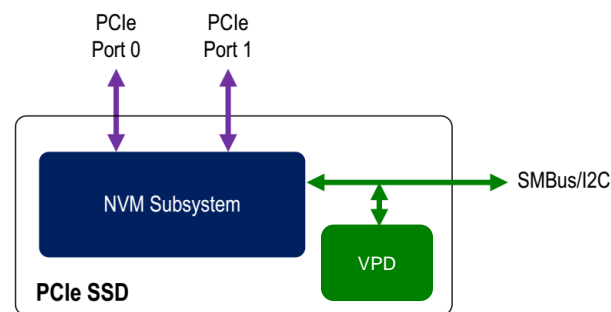 PCIe
Port 0
PCIe
Port 1
NVM Subsystem
SMBus/I2C
VPD
PCIe SSD